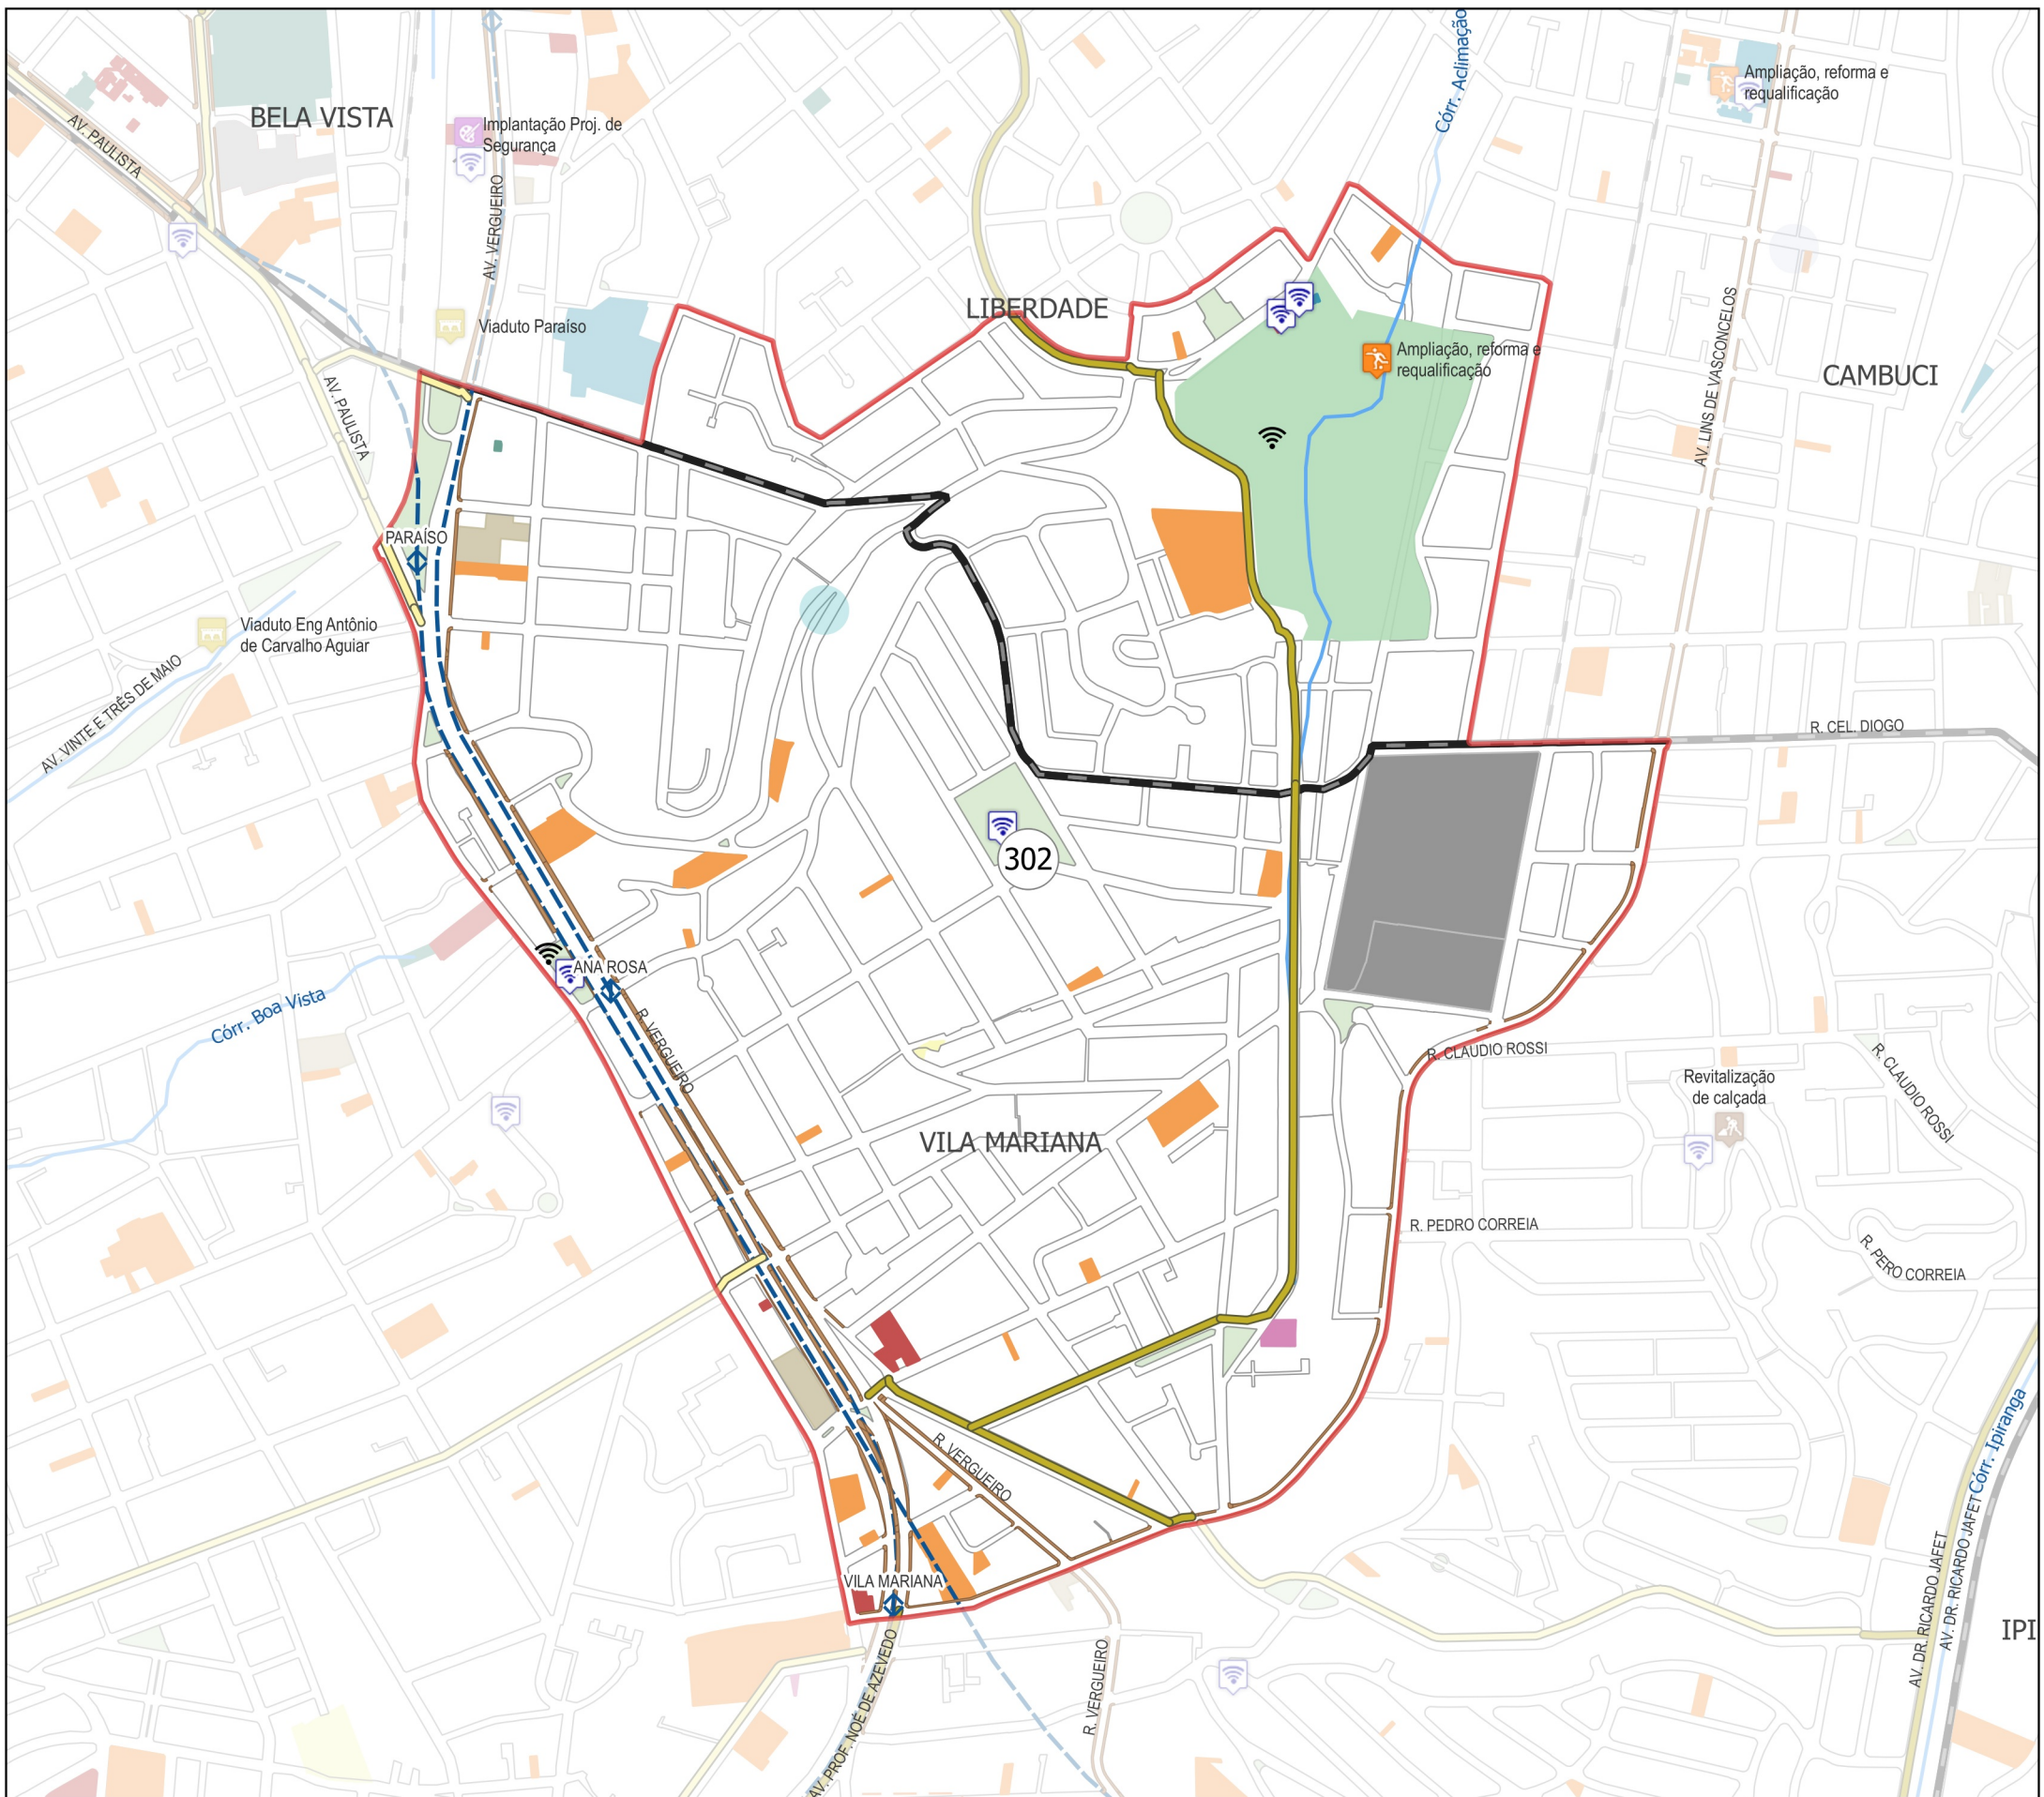 Córr. Aclimação
Ampliação, reforma e
requalificação
BELA VISTA
AV. PAULISTA
Implantação Proj. de
Segurança
AV. VERGUEIRO
LIBERDADE
Viaduto Paraíso
Ampliação, reforma e
requalificação
AV. LINS DE VASCONCELOS
CAMBUCI
AV. PAULISTA
PARAÍSO
Viaduto Eng Antônio
de Carvalho Aguiar
AV. VINTE E TRÊS DE MAIO
R. CEL. DIOGO
302
ANA ROSA
Córr. Boa Vista
R. VERGUEIRO
R. CLAUDIO ROSSI
R. CLAUDIO ROSSI
Revitalização
de calçada
VILA MARIANA
R. PEDRO CORREIA
R. PERO CORREIA
R. VERGUEIRO
Córr. Ipiranga
AV. DR. RICARDO JAFET
AV. DR. RICARDO JAFET
VILA MARIANA
IPI
AV. PROF. NOÉ DE AZEVEDO
R. VERGUEIRO